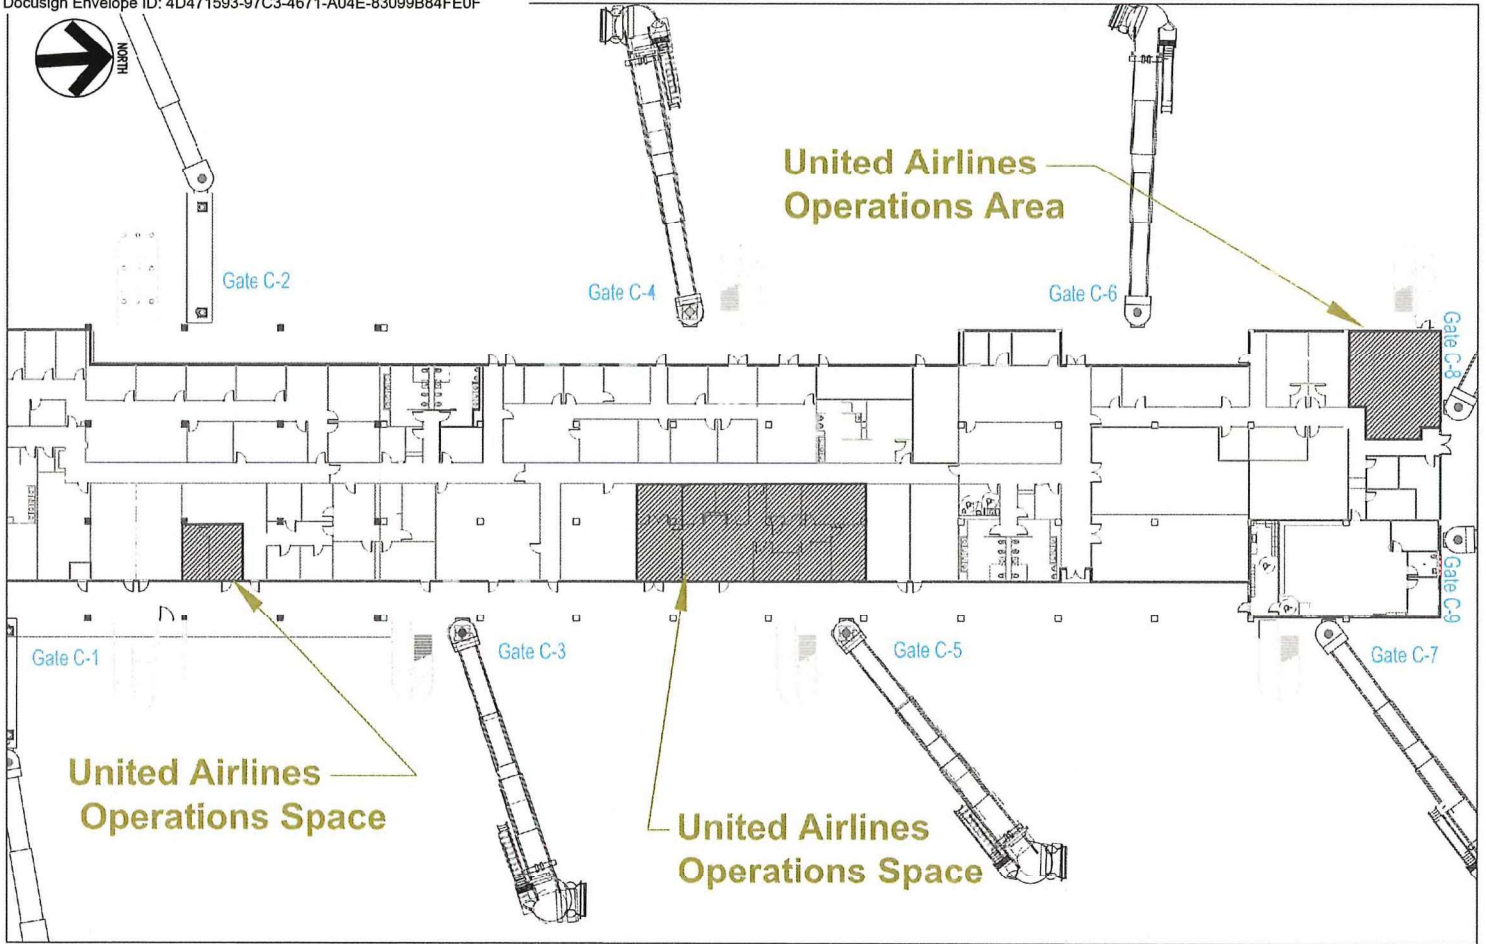 Docusign Envelope ID: 4D471593-97C3-4671-A04E-83099B84FE0F
NORTH
United Airlines
Operations Area
Gate C-2
Gate C-4
Gate C-6
Gate C-8
Gate C-9
Gate C-1
Gate C-3
Gate C-5
Gate C-7
United Airlines
Operations Space
United Airlines
Operations Space